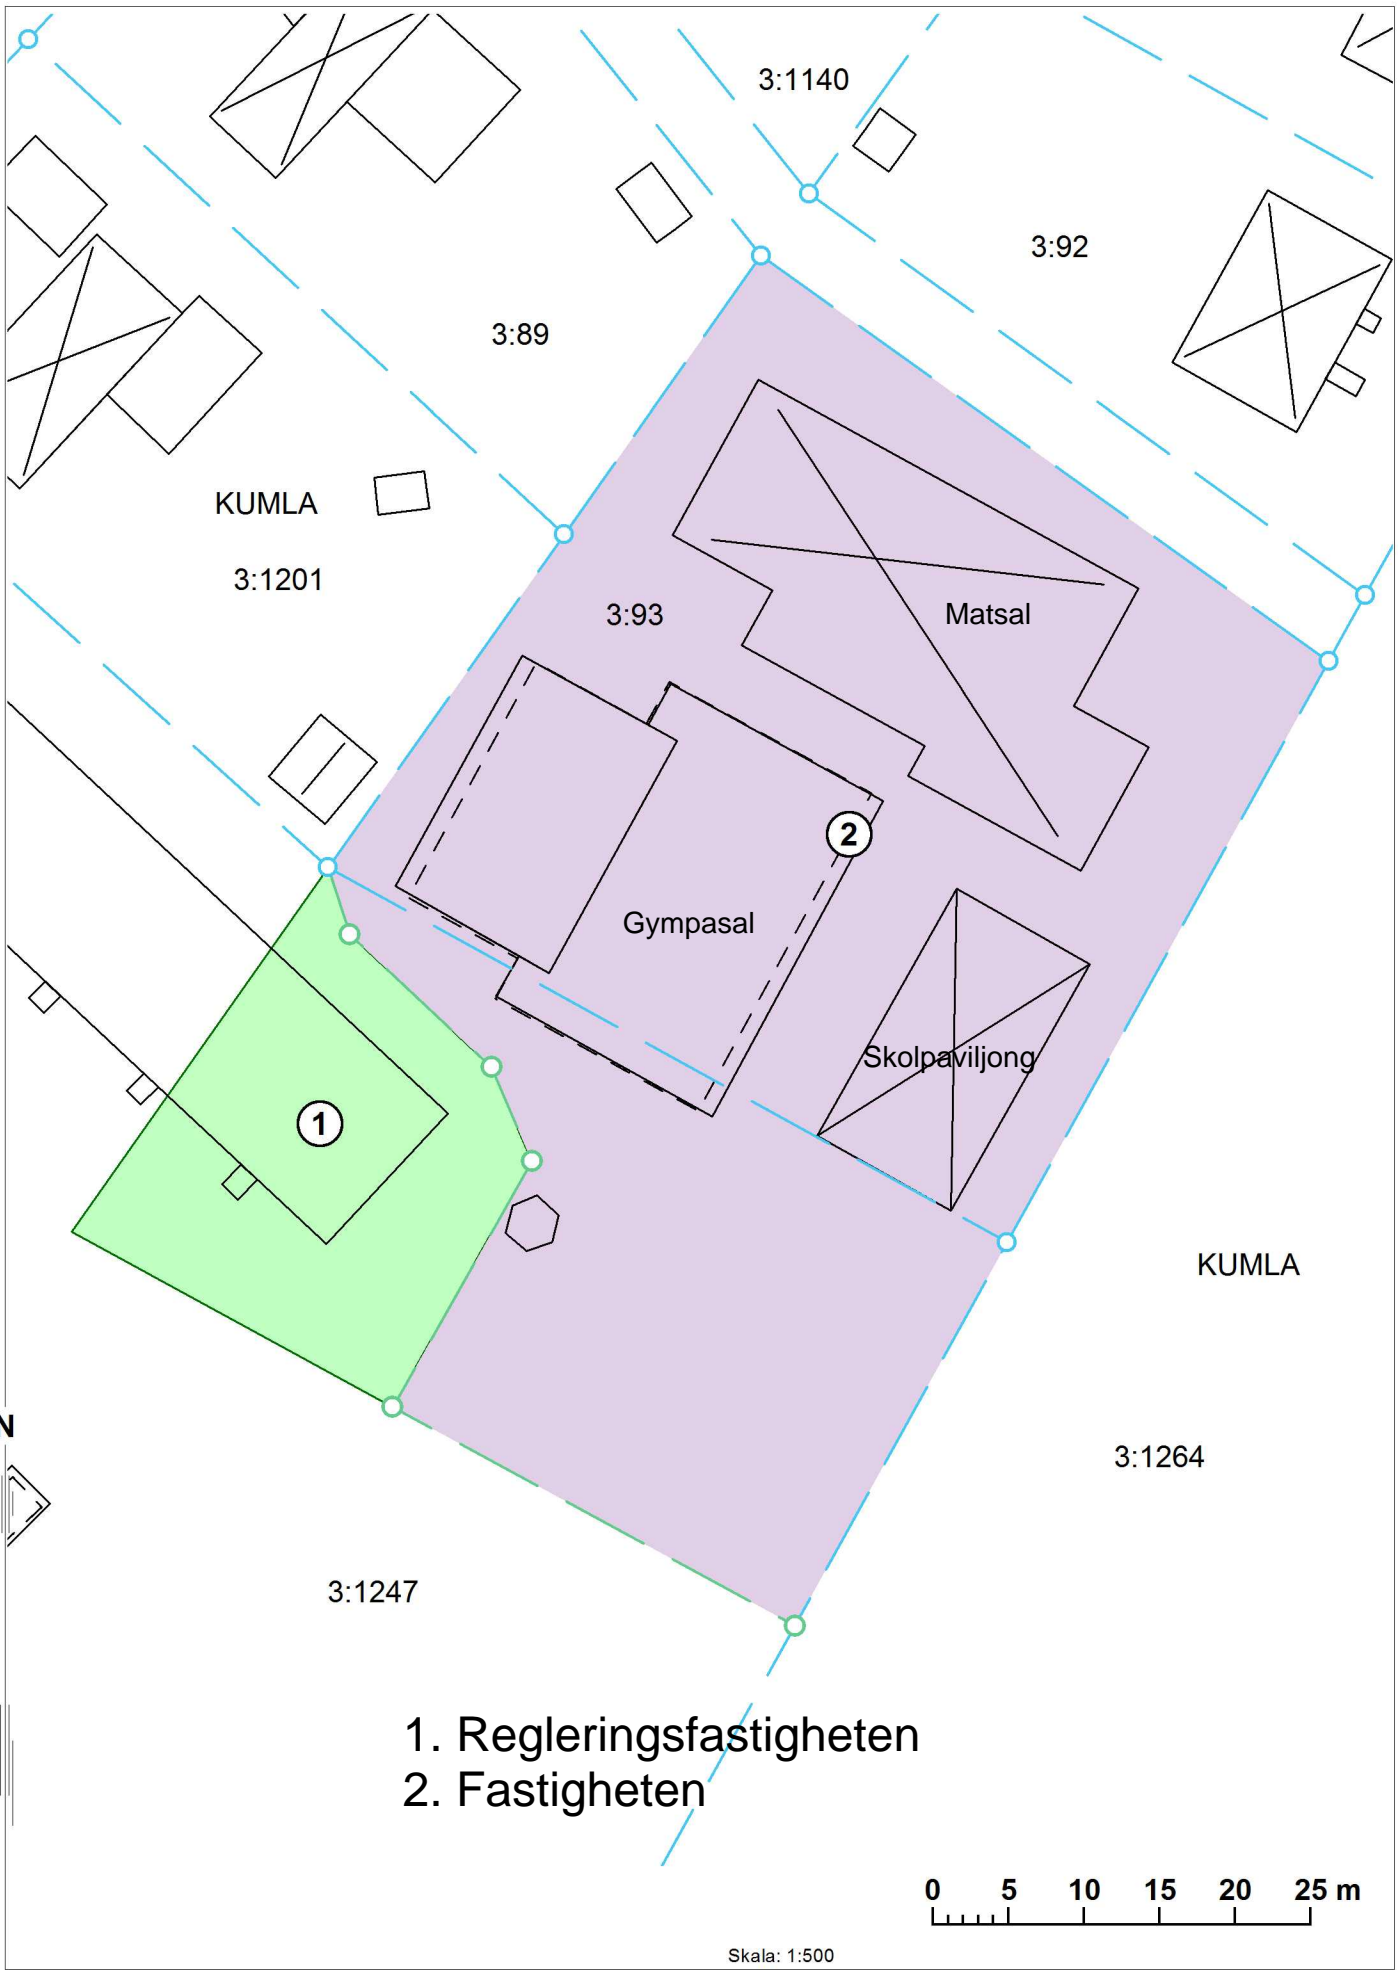 3:1140
3:92
3:89
KUMLA
3:1201
3:93
Matsal
2
Gympasal
Skolpaviljong
1
KUMLA
N
3:1264
3:1247
1. Regleringsfastigheten
2. Fastigheten
0 5 10 15 20 25 m
Skala: 1:500